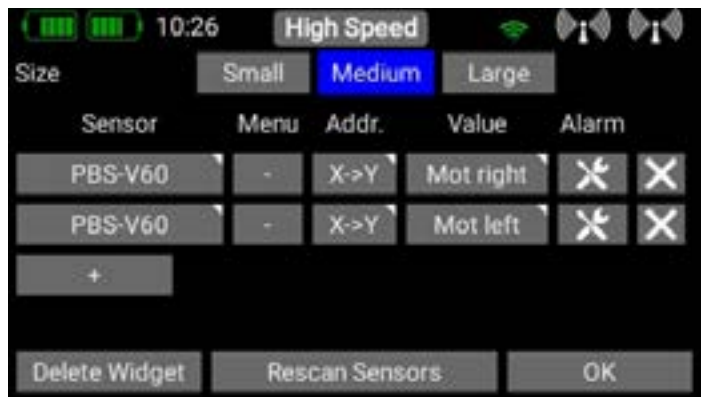 10:26 High Speed
Size Small Medium Large
Sensor Menu Addr. Value Alarm
PBS-V60 - X->Y Mot right
PBS-V60 - X->Y Mot left
+
Delete Widget Rescan Sensors OK